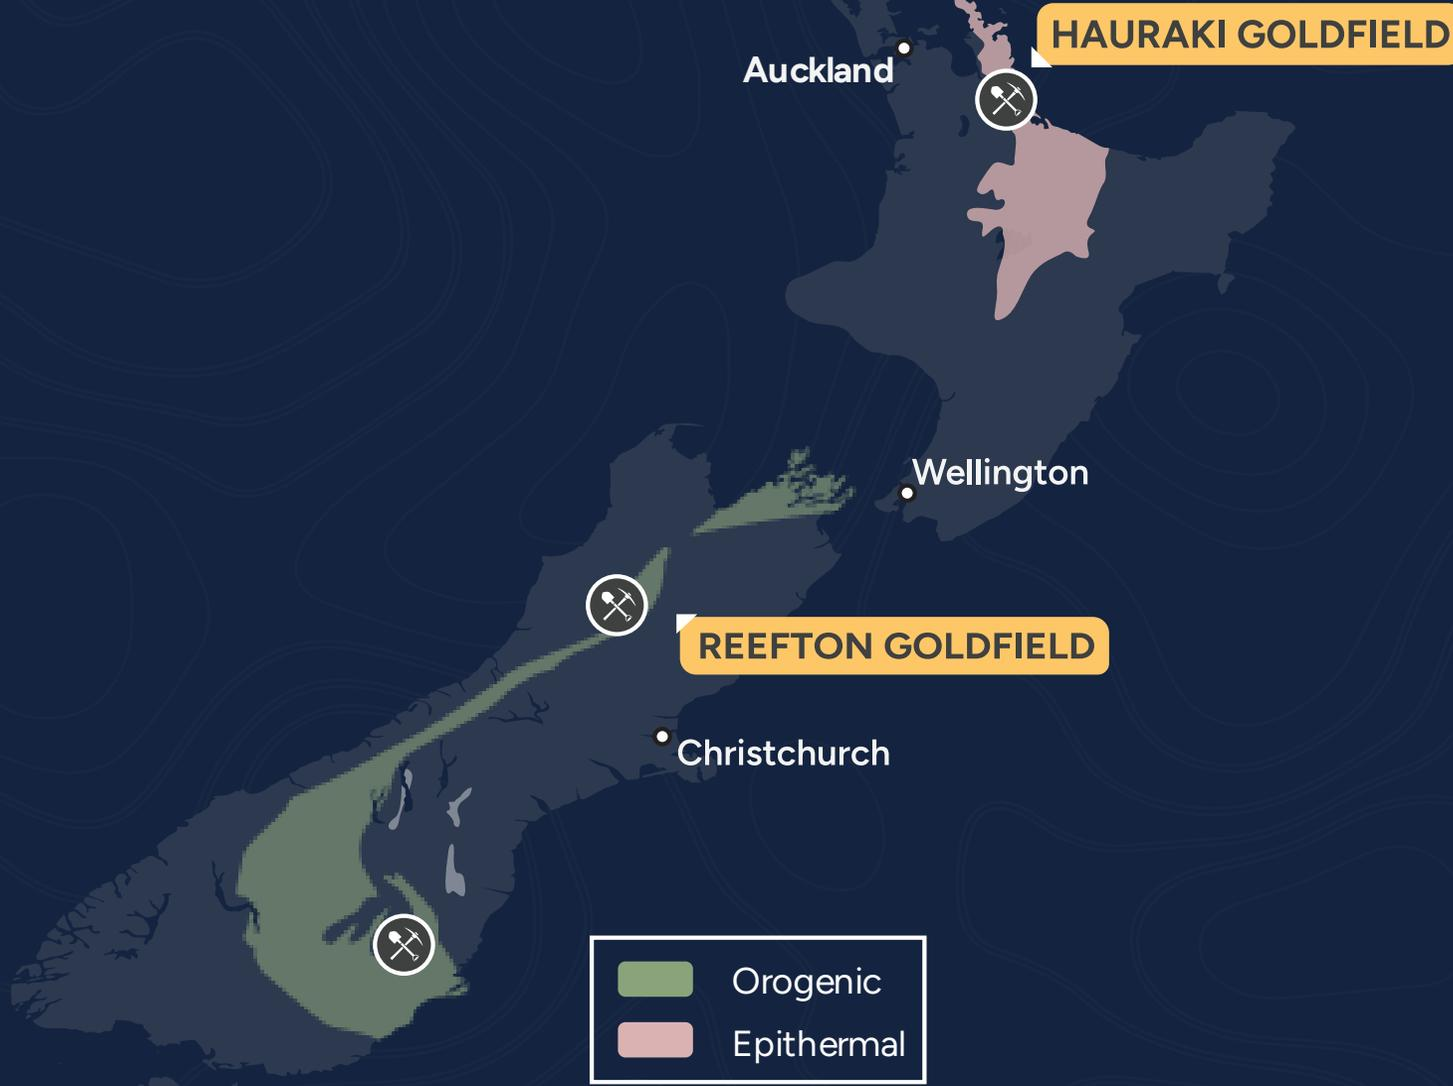 HAURAKI GOLDFIELD
Auckland
Wellington
REEFTON GOLDFIELD
Christchurch
Orogenic
Epithermal